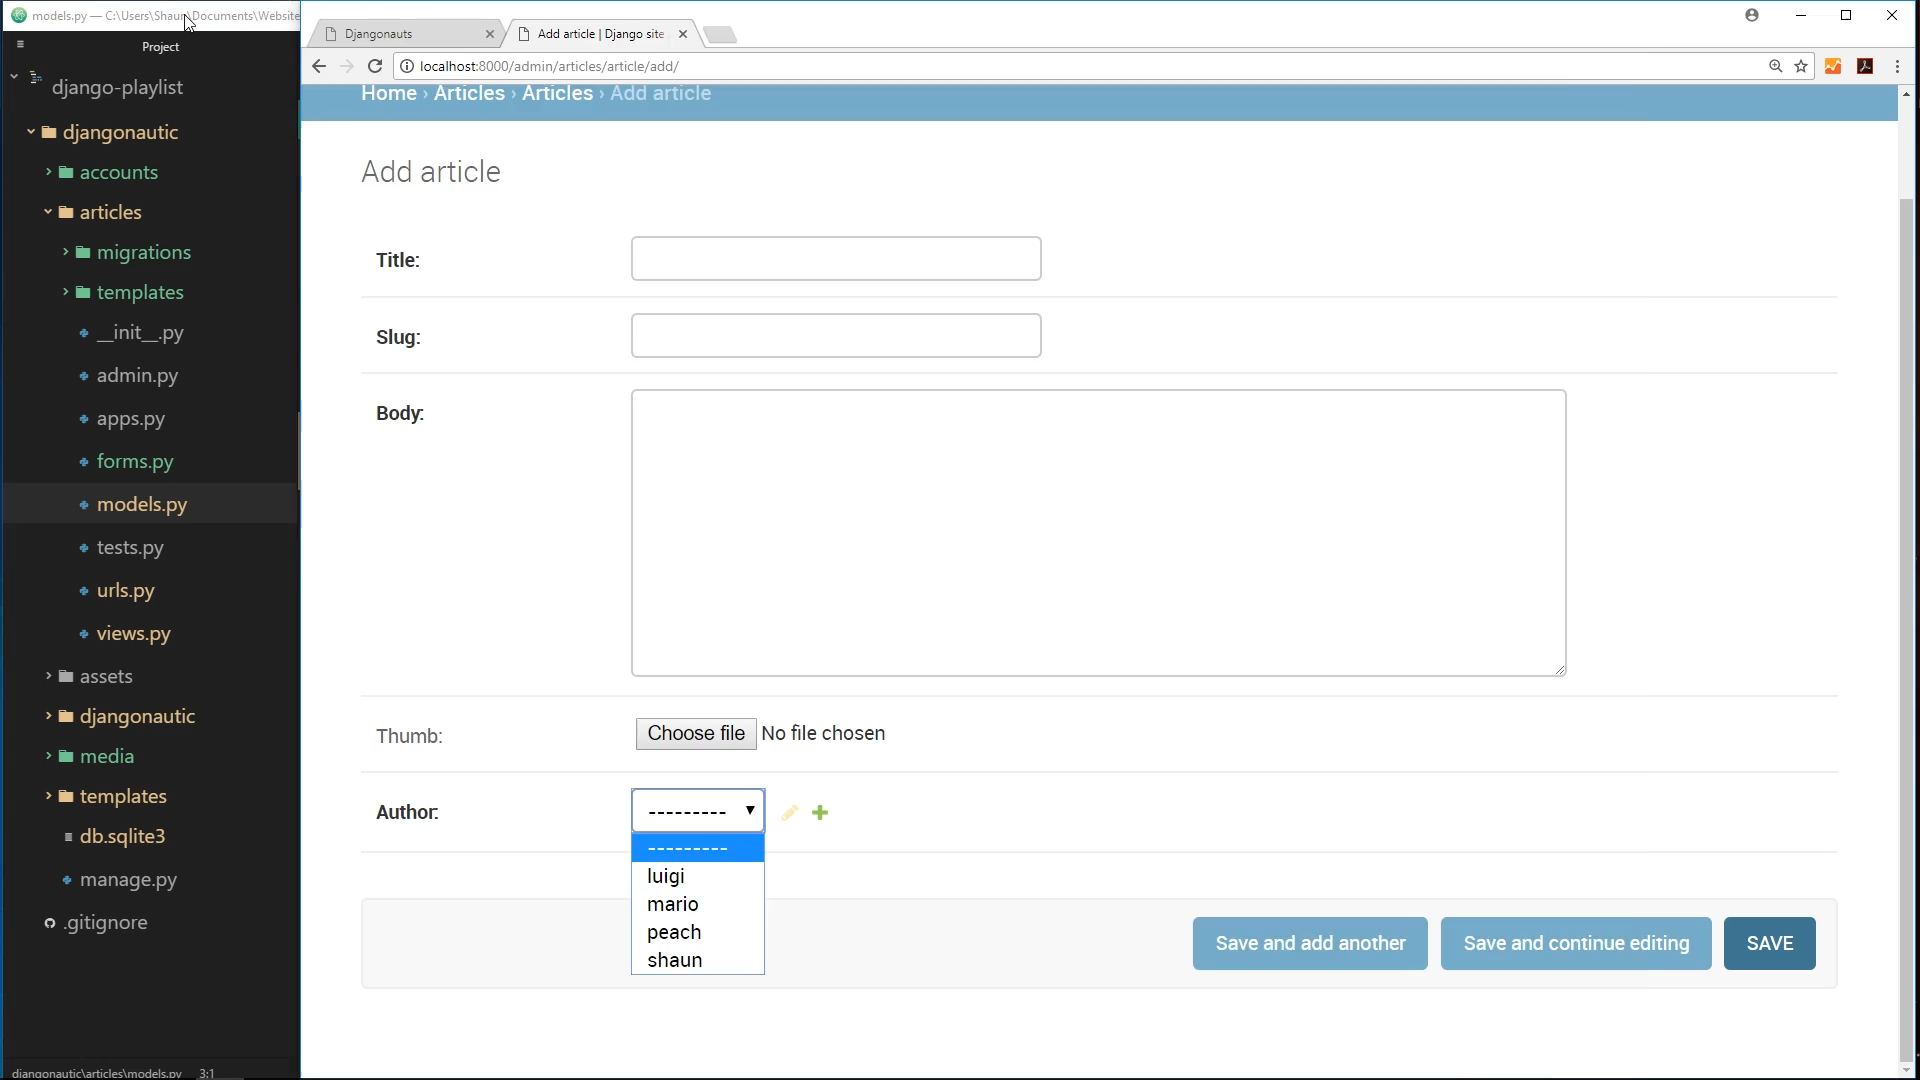 models.py — C:\Users\Shaun\Documents\Website
Project
django-playlist
djangonautic
accounts
articles
migrations
templates
__init__.py
admin.py
apps.py
forms.py
models.py
tests.py
urls.py
views.py
assets
djangonautic
media
templates
db.sqlite3
manage.py
.gitignore
djangonautic\articles\models.py 3:1
Djangonauts
Add article | Django site
localhost:8000/admin/articles/article/add/
Home › Articles › Articles › Add article
Add article
Title:
Slug:
Body:
Thumb: Choose file No file chosen
Author: ---------
---------
luigi
mario
peach
shaun
Save and add another Save and continue editing SAVE